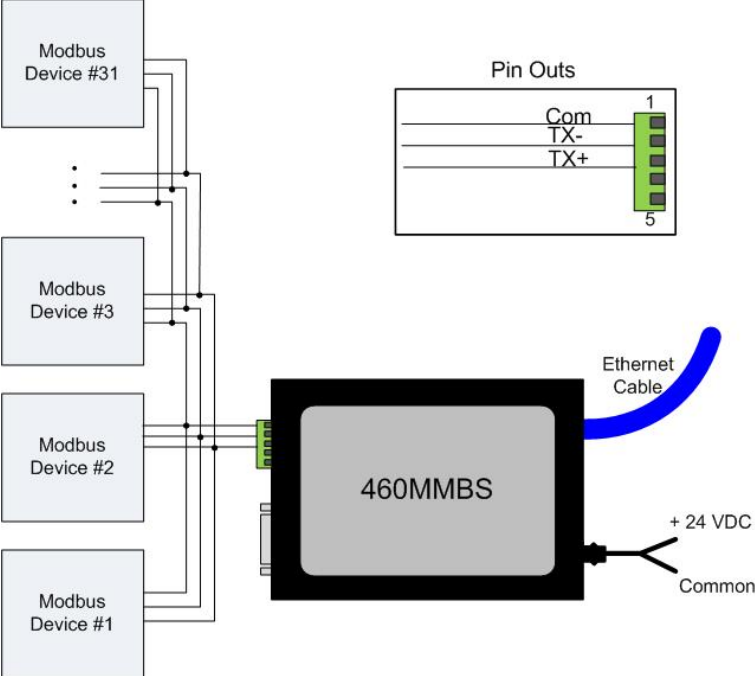 Modbus
Device #31
Pin Outs
1
Com
TX-
TX+
5
Modbus
Device #3
Ethernet
Cable
Modbus
Device #2
460MMBS
+ 24 VDC
Common
Modbus
Device #1